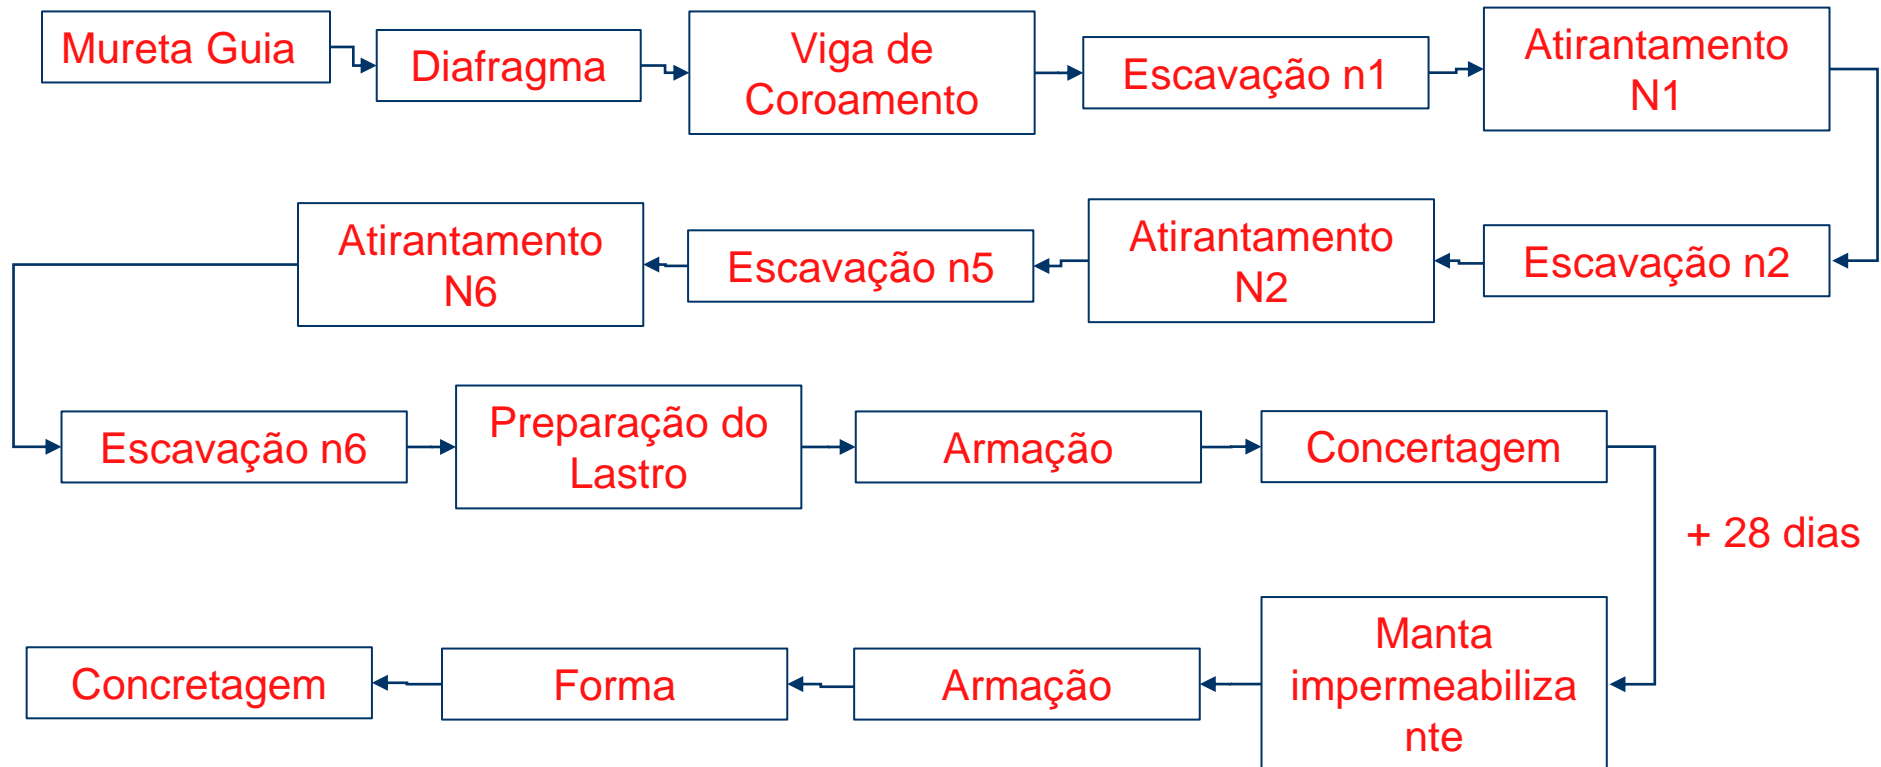 Mureta Guia
Diafragma
Viga de
Coroamento
Escavação n1
Atirantamento
N1
Escavação n2
Atirantamento
N2
Escavação n5
Atirantamento
N6
Escavação n6
Preparação do
Lastro
Armação
Concertagem
+ 28 dias
Manta
impermeabiliza
nte
Armação
Forma
Concretagem